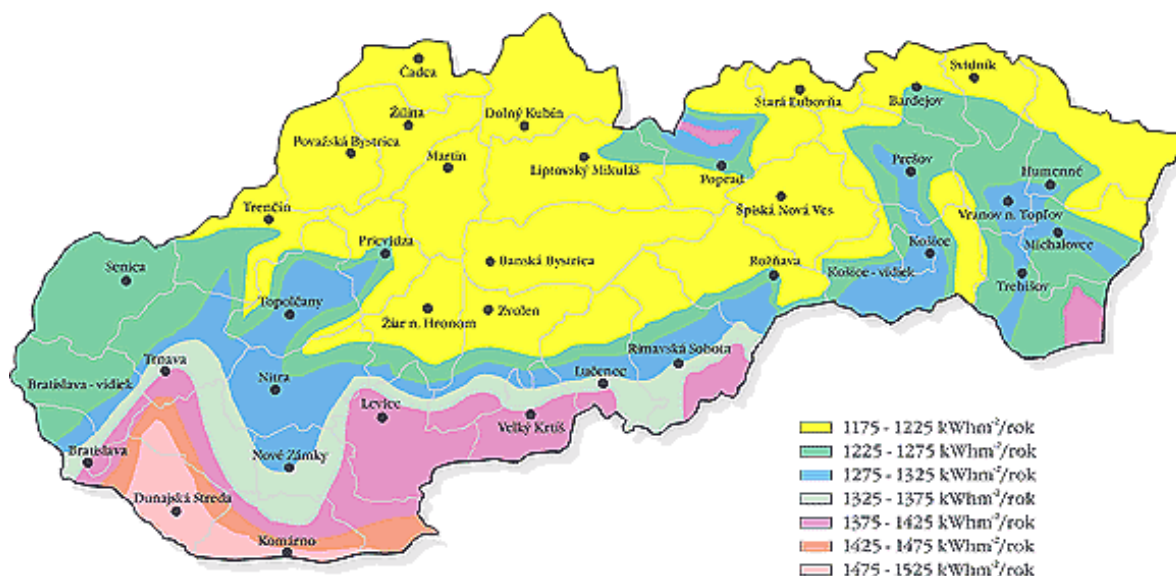 Čadca
Svidník
Stará Ľubovňa
Bardejov
Žilina
Dolný Kubín
Považská Bystrica
Martin
Liptovský Mikuláš
Poprad
Prešov
Humenné
Trenčín
Spišská Nová Ves
Vranov n. Topľov
Michalovce
Prievidza
Košice
Senica
Banská Bystrica
Rožňava
Košice - vidiek
Trebišov
Topolčany
Žiar n. Hronom
Zvolen
Trnava
Rimavská Sobota
Bratislava - vidiek
Nitra
Lučenec
Levice
Veľký Krtíš
Bratislava
Nové Zámky
Dunajská Streda
Komárno
1175 - 1225 kWhm⁻²/rok
1225 - 1275 kWhm⁻²/rok
1275 - 1325 kWhm⁻²/rok
1325 - 1375 kWhm⁻²/rok
1375 - 1425 kWhm⁻²/rok
1425 - 1475 kWhm⁻²/rok
1475 - 1525 kWhm⁻²/rok